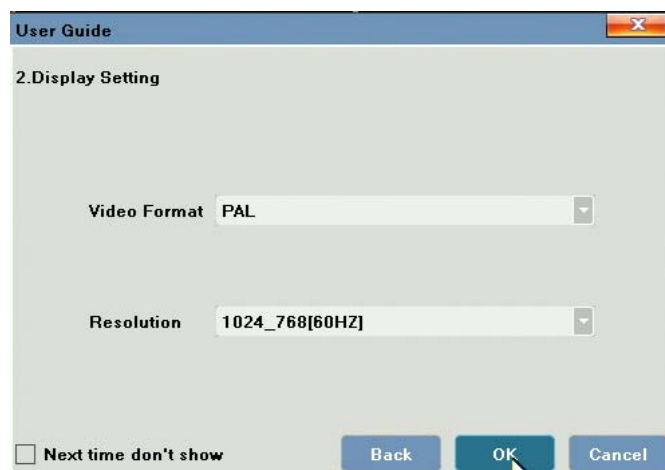 User Guide
2.Display Setting
Video Format PAL
Resolution 1024_768[60HZ]
Next time don't show Back OK Cancel